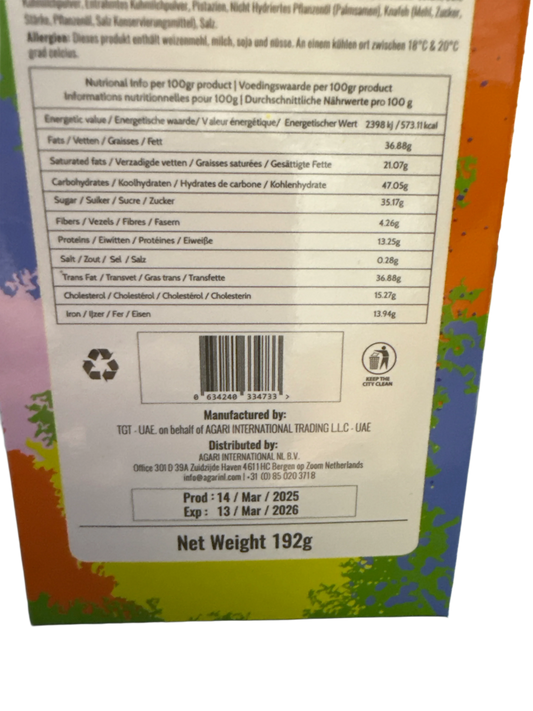 Kuhmilchpulver, Entrahmtes Kuhmilchpulver, Pistazien, Nicht Hydriertes Pflanzenöl (Palmsamen), Knafeh (Mehl, Zucker,
Stärke, Pflanzenöl, Salz Konservierungsmittel), Salz.
Allergien: Dieses produkt enthält weizenmehl, milch, soja und nüsse. An einem kühlen ort zwischen 18°C & 20°C
grad celcius.
Nutrional Info per 100gr product | Voedingswaarde per 100gr product
Informations nutritionnelles pour 100g | Durchschnittliche Nährwerte pro 100 g
Energetic value / Energetische waarde/ Valeur énergétique/ Energetischer Wert 2398 kj / 573.11 kcal
Fats / Vetten / Graisses / Fett 36.88g
Saturated fats / Verzadigde vetten / Graisses saturées / Gesättigte Fette 21.07g
Carbohydrates / Koolhydraten / Hydrates de carbone / Kohlenhydrate 47.05g
Sugar / Suiker / Sucre / Zucker 35.17g
Fibers / Vezels / Fibres / Fasern 4.26g
Proteins / Eiwitten / Protéines / Eiweiße 13.25g
Salt / Zout / Sel / Salz 0.28g
Trans Fat / Transvet / Gras trans / Transfette 36.88g
Cholesterol / Cholestérol / Cholestérol / Cholesterin 15.27g
Iron / Ijzer / Fer / Eisen 13.94g
0 634240 334733 >
KEEP THE
CITY CLEAN
Manufactured by:
TGT - UAE. on behalf of AGARI INTERNATIONAL TRADING L.L.C - UAE
Distributed by:
AGARI INTERNATIONAL NL B.V.
Office 301 D 39A Zuidzijde Haven 4611 HC Bergen op Zoom Netherlands
info@agarinl.com | +31 (0) 85 020 3718
Prod : 14 / Mar / 2025
Exp : 13 / Mar / 2026
Net Weight 192g